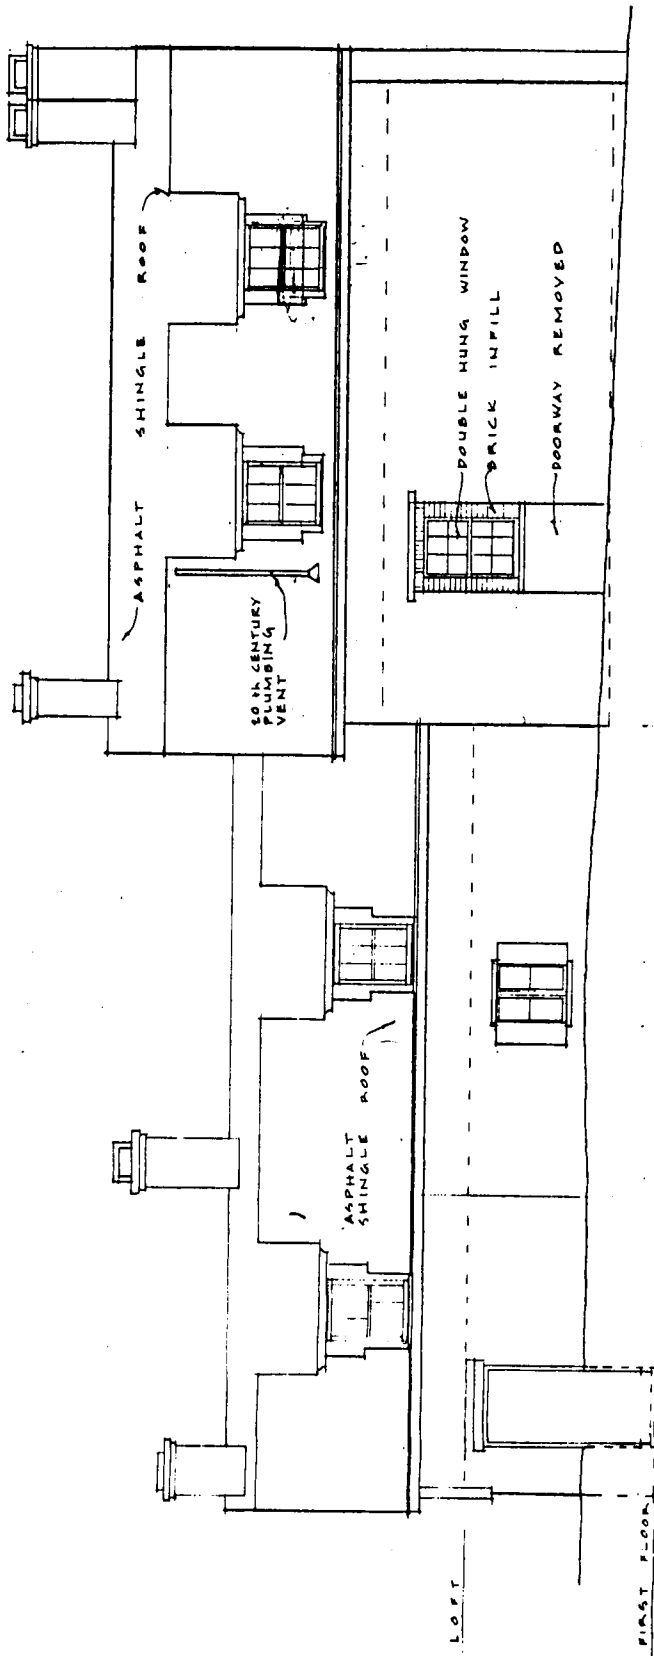 ASPHALT SHINGLE ROOF
20th CENTURY
PLUMBING
VENT
DOUBLE HUNG WINDOW
BRICK INFILL
DOORWAY REMOVED
ASPHALT
SHINGLE ROOF
LOFT
FIRST FLOOR